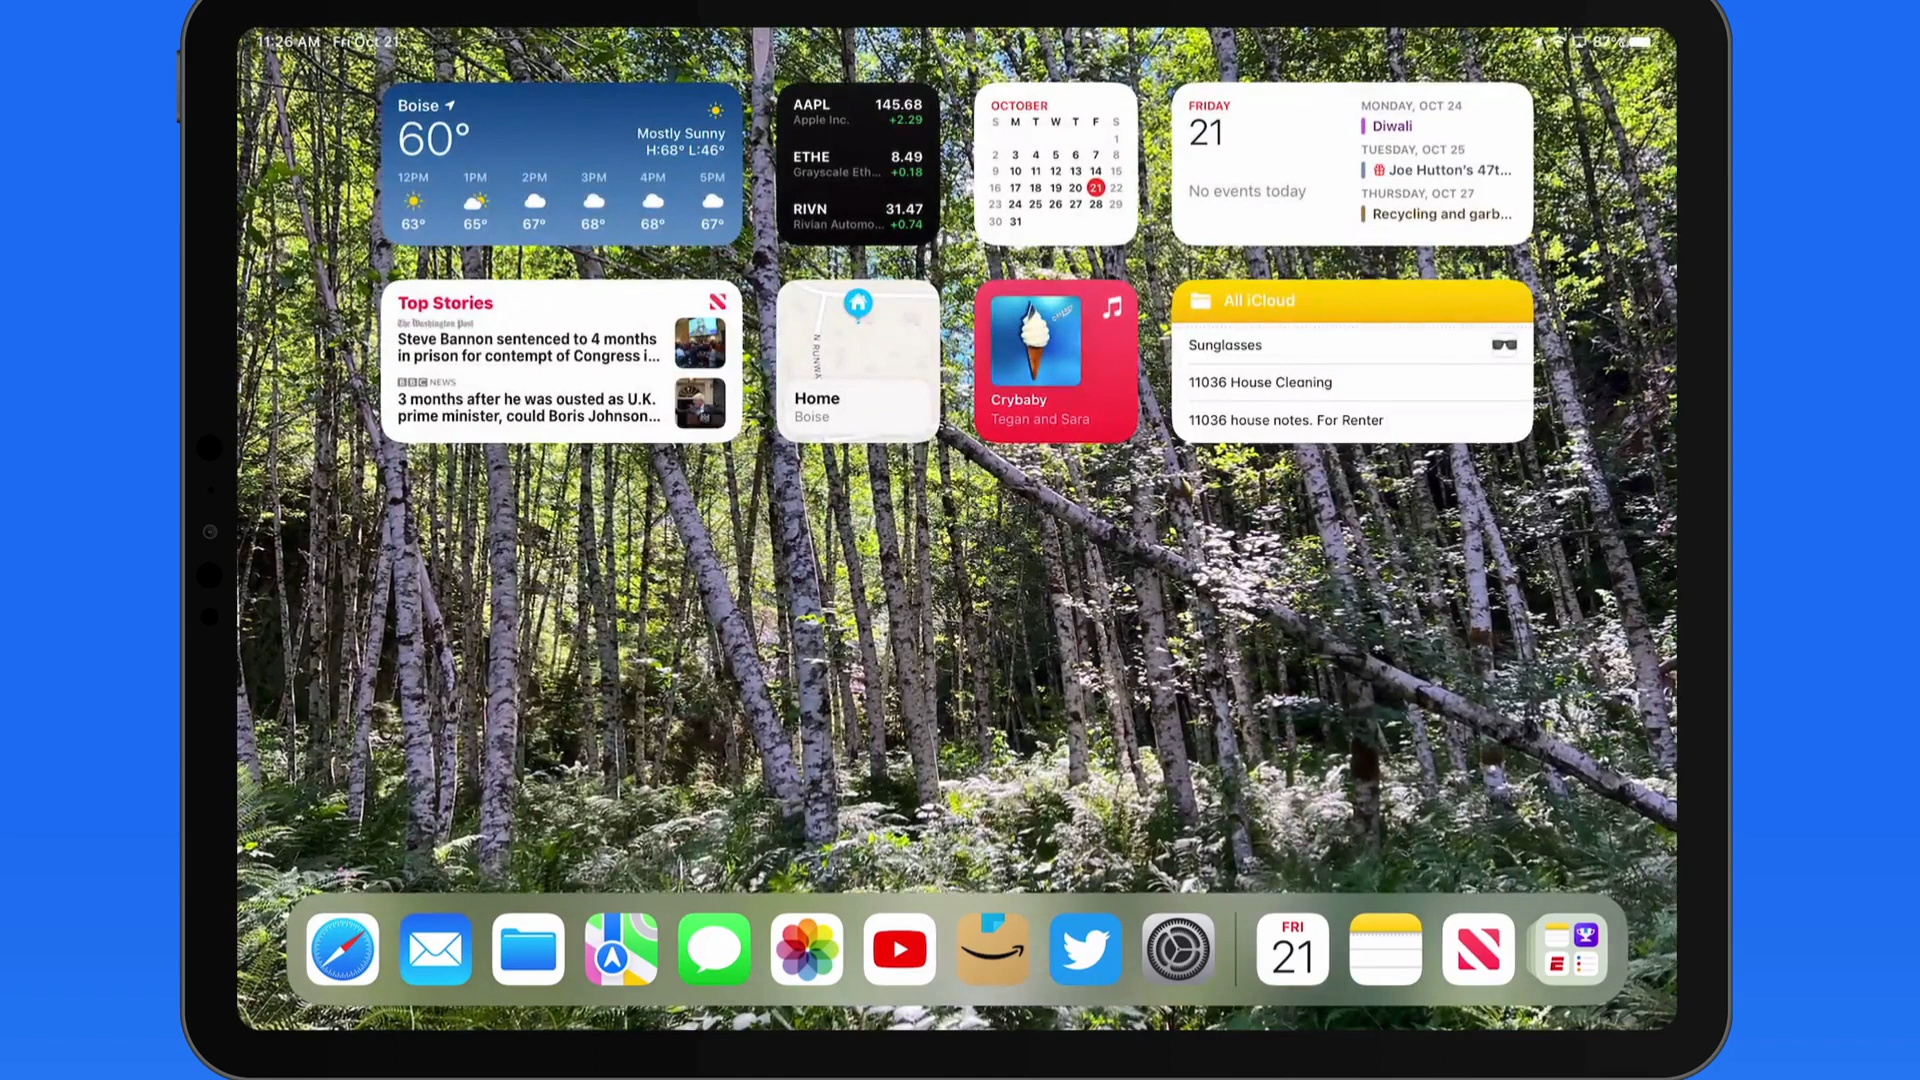 11:26 AM Fri Oct 21
87%
Boise
60°
Mostly Sunny
H:68° L:46°
12PM 1PM 2PM 3PM 4PM 5PM
63° 65° 67° 68° 68° 67°
AAPL 145.68
Apple Inc. +2.29
ETHE 8.49
Grayscale Eth... +0.18
RIVN 31.47
Rivian Automo... +0.74
OCTOBER
S M T W T F S
1
2 3 4 5 6 7 8
9 10 11 12 13 14 15
16 17 18 19 20 21 22
23 24 25 26 27 28 29
30 31
FRIDAY
21
No events today
MONDAY, OCT 24
Diwali
TUESDAY, OCT 25
Joe Hutton's 47t...
THURSDAY, OCT 27
Recycling and garb...
Top Stories
The Washington Post
Steve Bannon sentenced to 4 months
in prison for contempt of Congress i...
BBC NEWS
3 months after he was ousted as U.K.
prime minister, could Boris Johnson...
N RUNWA
Home
Boise
Crybaby
Tegan and Sara
All iCloud
Sunglasses
11036 House Cleaning
11036 house notes. For Renter
FRI
21